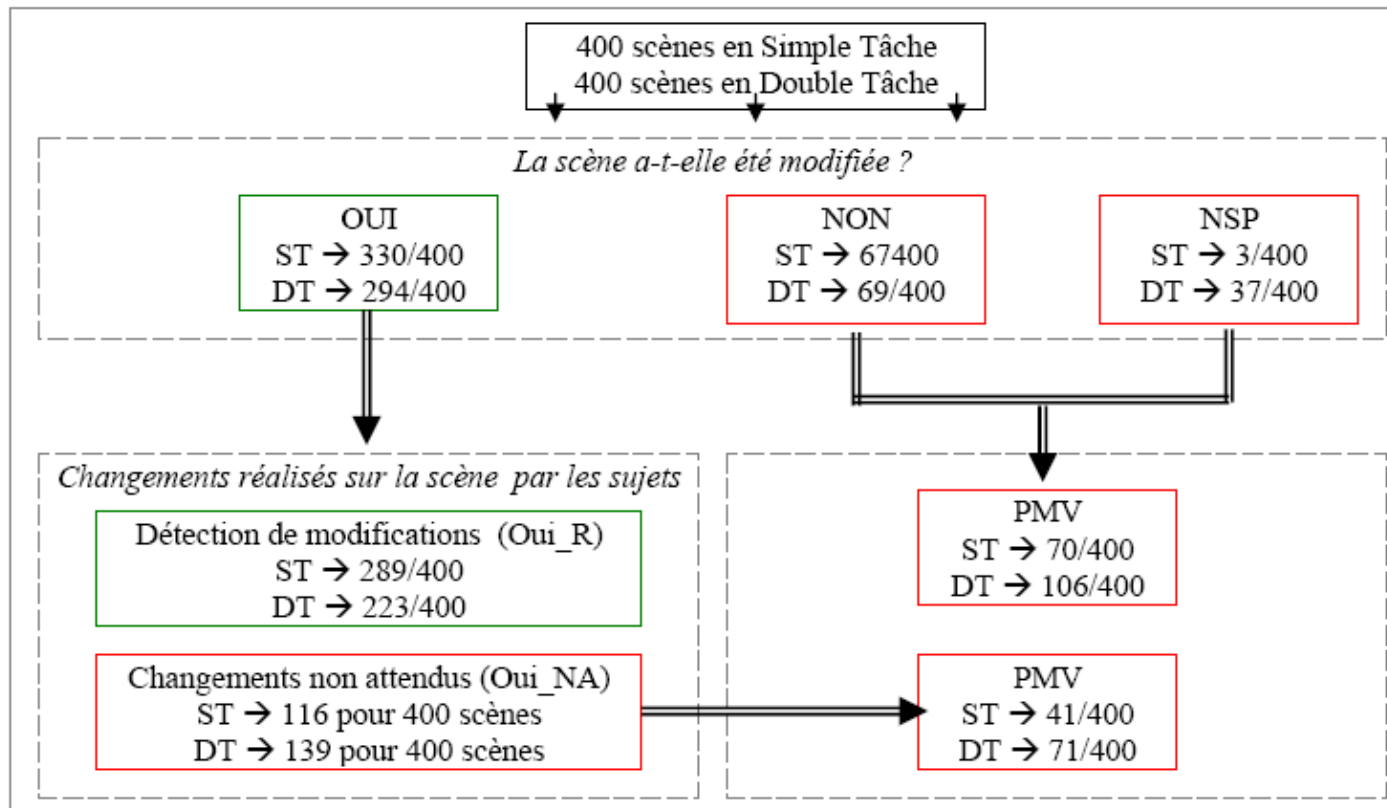 400 scènes en Simple Tâche
400 scènes en Double Tâche
La scène a-t-elle été modifiée ?
OUI
ST → 330/400
DT → 294/400
NON
ST → 67400
DT → 69/400
NSP
ST → 3/400
DT → 37/400
Changements réalisés sur la scène par les sujets
Détection de modifications (Oui_R)
ST → 289/400
DT → 223/400
PMV
ST → 70/400
DT → 106/400
Changements non attendus (Oui_NA)
ST → 116 pour 400 scènes
DT → 139 pour 400 scènes
PMV
ST → 41/400
DT → 71/400